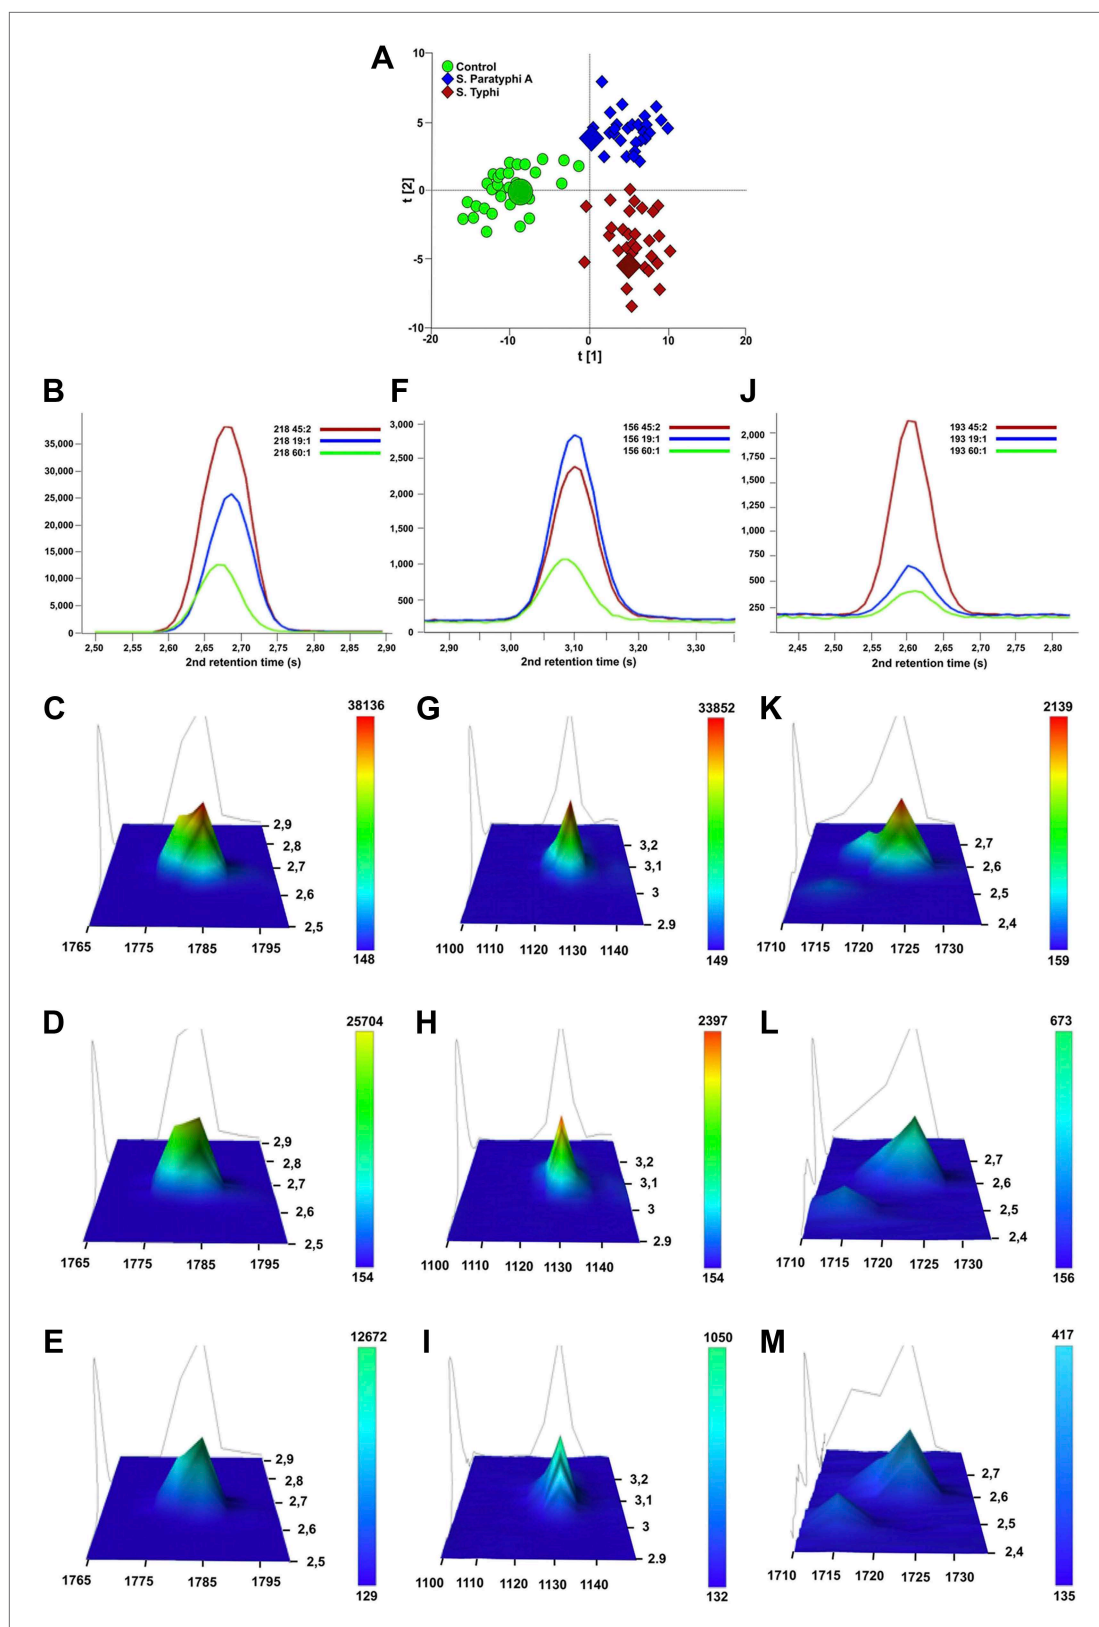 A
Control
S. Paratyphi A
S. Typhi
10
5
0
-5
-10
t [2]
-20 -10 0 10 20
t [1]
B
218 45:2
218 19:1
218 60:1
35,000
30,000
25,000
20,000
15,000
10,000
5,000
0
2,50 2,55 2,60 2,65 2,70 2,75 2,80 2,85 2,90
2nd retention time (s)
F
156 45:2
156 19:1
156 60:1
3,000
2,500
2,000
1,500
1,000
500
0
2,90 3,00 3,10 3,20 3,30
2nd retention time (s)
J
193 45:2
193 19:1
193 60:1
2,000
1,750
1,500
1,250
1,000
750
500
250
2,45 2,50 2,55 2,60 2,65 2,70 2,75 2,80
2nd retention time (s)
C
38136
148
2,9
2,8
2,7
2,6
2,5
1765 1775 1785 1795
G
33852
149
3,2
3,1
3
2.9
1100 1110 1120 1130 1140
K
2139
159
2,7
2,6
2,5
2,4
1710 1715 1720 1725 1730
D
25704
154
2,9
2,8
2,7
2,6
2,5
1765 1775 1785 1795
H
2397
154
3,2
3,1
3
2.9
1100 1110 1120 1130 1140
L
673
156
2,7
2,6
2,5
2,4
1710 1715 1720 1725 1730
E
12672
129
2,9
2,8
2,7
2,6
2,5
1765 1775 1785 1795
I
1050
132
3,2
3,1
3
2.9
1100 1110 1120 1130 1140
M
417
135
2,7
2,6
2,5
2,4
1710 1715 1720 1725 1730